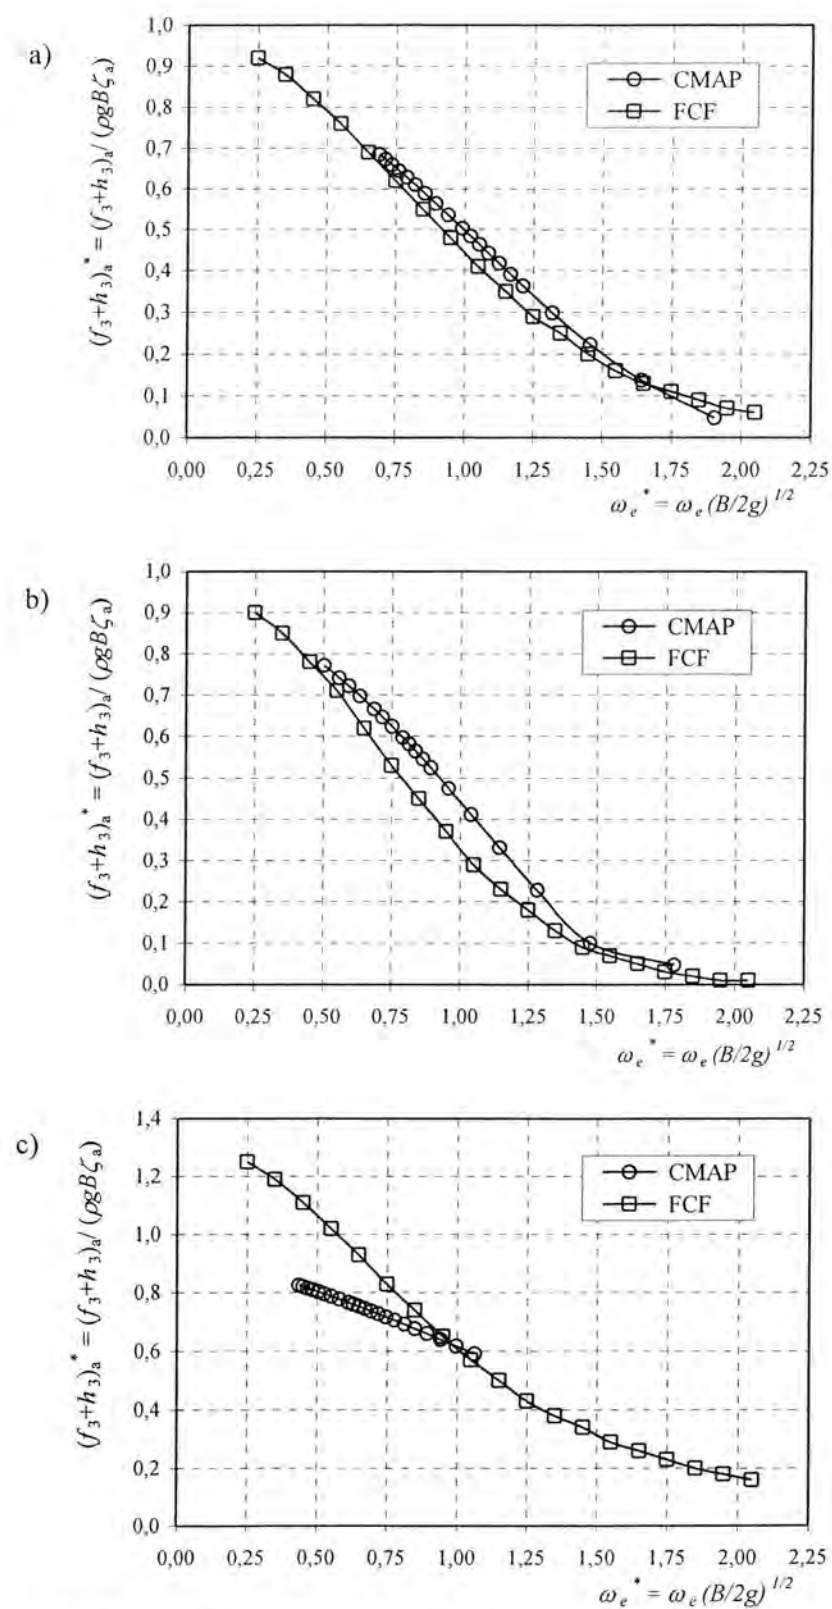 a)
(f₃+h₃)ₐ* = (f₃+h₃)ₐ / (ρgBζₐ)
1,0
0,9
0,8
0,7
0,6
0,5
0,4
0,3
0,2
0,1
0,0
CMAP
FCF
0,00 0,25 0,50 0,75 1,00 1,25 1,50 1,75 2,00 2,25
ωₑ* = ωₑ (B/2g) ^1/2
b)
(f₃+h₃)ₐ* = (f₃+h₃)ₐ / (ρgBζₐ)
1,0
0,9
0,8
0,7
0,6
0,5
0,4
0,3
0,2
0,1
0,0
CMAP
FCF
0,00 0,25 0,50 0,75 1,00 1,25 1,50 1,75 2,00 2,25
ωₑ* = ωₑ (B/2g) ^1/2
c)
(f₃+h₃)ₐ* = (f₃+h₃)ₐ / (ρgBζₐ)
1,4
1,2
1,0
0,8
0,6
0,4
0,2
0,0
CMAP
FCF
0,00 0,25 0,50 0,75 1,00 1,25 1,50 1,75 2,00 2,25
ωₑ* = ωₑ (B/2g) ^1/2